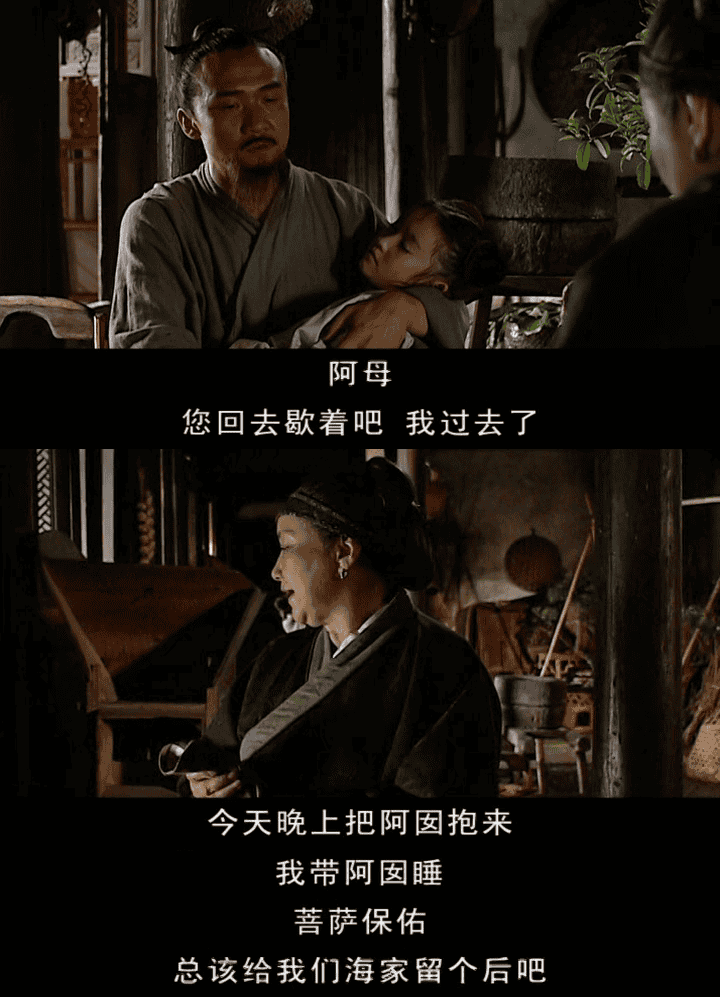 阿母
您回去歇着吧 我过去了
今天晚上把阿囡抱来
我带阿囡睡
菩萨保佑
总该给我们海家留个后吧